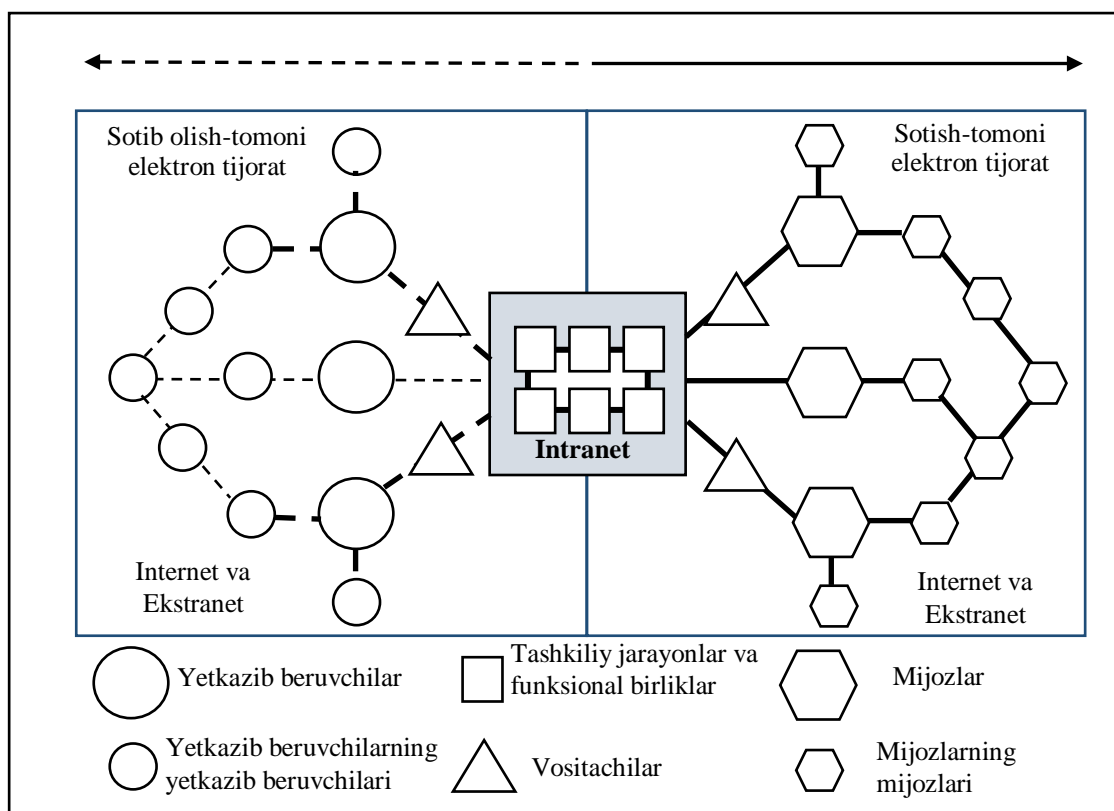 Sotib olish-tomoni
elektron tijorat
Sotish-tomoni
elektron tijorat
Intranet
Internet va
Ekstranet
Internet va
Ekstranet
Yetkazib beruvchilar
Tashkiliy jarayonlar va
funksional birliklar
Mijozlar
Yetkazib beruvchilarning
yetkazib beruvchilari
Vositachilar
Mijozlarning
mijozlari